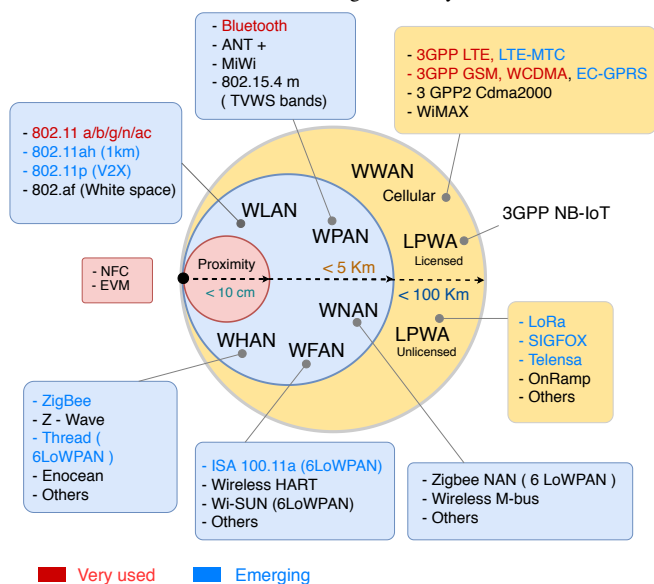 - Bluetooth
- ANT +
- MiWi
- 802.15.4 m
( TVWS bands)
- 3GPP LTE, LTE-MTC
- 3GPP GSM, WCDMA, EC-GPRS
- 3 GPP2 Cdma2000
- WiMAX
- 802.11 a/b/g/n/ac
- 802.11ah (1km)
- 802.11p (V2X)
- 802.af (White space)
WWAN
Cellular
WLAN
WPAN
3GPP NB-IoT
LPWA
Licensed
- NFC
- EVM
Proximity
< 10 cm
< 5 Km
< 100 Km
WNAN
LPWA
Unlicensed
WHAN
WFAN
- LoRa
- SIGFOX
- Telensa
- OnRamp
- Others
- ZigBee
- Z - Wave
- Thread (
6LoWPAN )
- Enocean
- Others
- ISA 100.11a (6LoWPAN)
- Wireless HART
- Wi-SUN (6LoWPAN)
- Others
- Zigbee NAN ( 6 LoWPAN )
- Wireless M-bus
- Others
Very used
Emerging